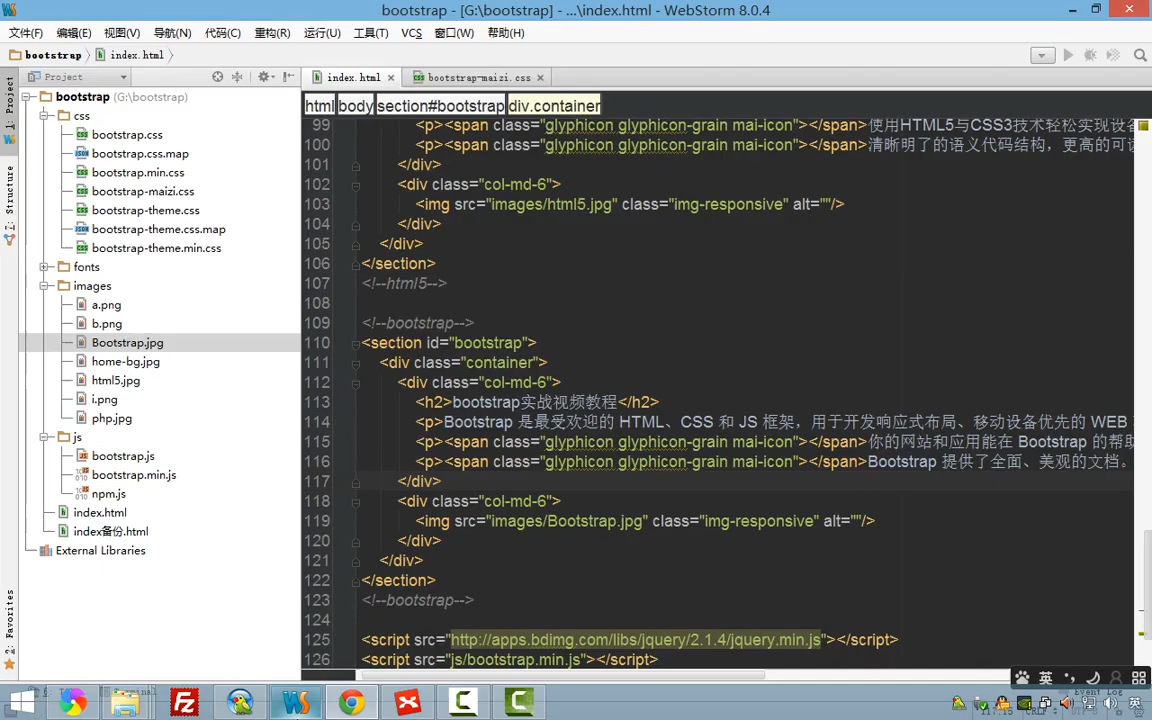 bootstrap - [G:\bootstrap] - ...\index.html - WebStorm 8.0.4
文件(F) 编辑(E) 视图(V) 导航(N) 代码(C) 重构(R) 运行(U) 工具(T) VCS 窗口(W) 帮助(H)
bootstrap index.html
Project
index.html
bootstrap-maizi.css
1: Project
2: Structure
2: Favorites
bootstrap (G:\bootstrap)
css
bootstrap.css
bootstrap.css.map
bootstrap.min.css
bootstrap-maizi.css
bootstrap-theme.css
bootstrap-theme.css.map
bootstrap-theme.min.css
fonts
images
a.png
b.png
Bootstrap.jpg
home-bg.jpg
html5.jpg
i.png
php.jpg
js
bootstrap.js
bootstrap.min.js
npm.js
index.html
index备份.html
External Libraries
html body section#bootstrap div.container
99 <p><span class="glyphicon glyphicon-grain mai-icon"></span>使用HTML5与CSS3技术轻松实现设备
100 <p><span class="glyphicon glyphicon-grain mai-icon"></span>清晰明了的语义代码结构，更高的可读
101 </div>
102 <div class="col-md-6">
103 <img src="images/html5.jpg" class="img-responsive" alt=""/>
104 </div>
105 </div>
106 </section>
107 <!--html5-->
108
109 <!--bootstrap-->
110 <section id="bootstrap">
111 <div class="container">
112 <div class="col-md-6">
113 <h2>bootstrap实战视频教程</h2>
114 <p>Bootstrap 是最受欢迎的 HTML、CSS 和 JS 框架，用于开发响应式布局、移动设备优先的 WEB
115 <p><span class="glyphicon glyphicon-grain mai-icon"></span>你的网站和应用能在 Bootstrap 的帮助
116 <p><span class="glyphicon glyphicon-grain mai-icon"></span>Bootstrap 提供了全面、美观的文档。
117 </div>
118 <div class="col-md-6">
119 <img src="images/Bootstrap.jpg" class="img-responsive" alt=""/>
120 </div>
121 </div>
122 </section>
123 <!--bootstrap-->
124
125 <script src="http://apps.bdimg.com/libs/jquery/2.1.4/jquery.min.js"></script>
126 <script src="js/bootstrap.min.js"></script>
英
Event Log
英